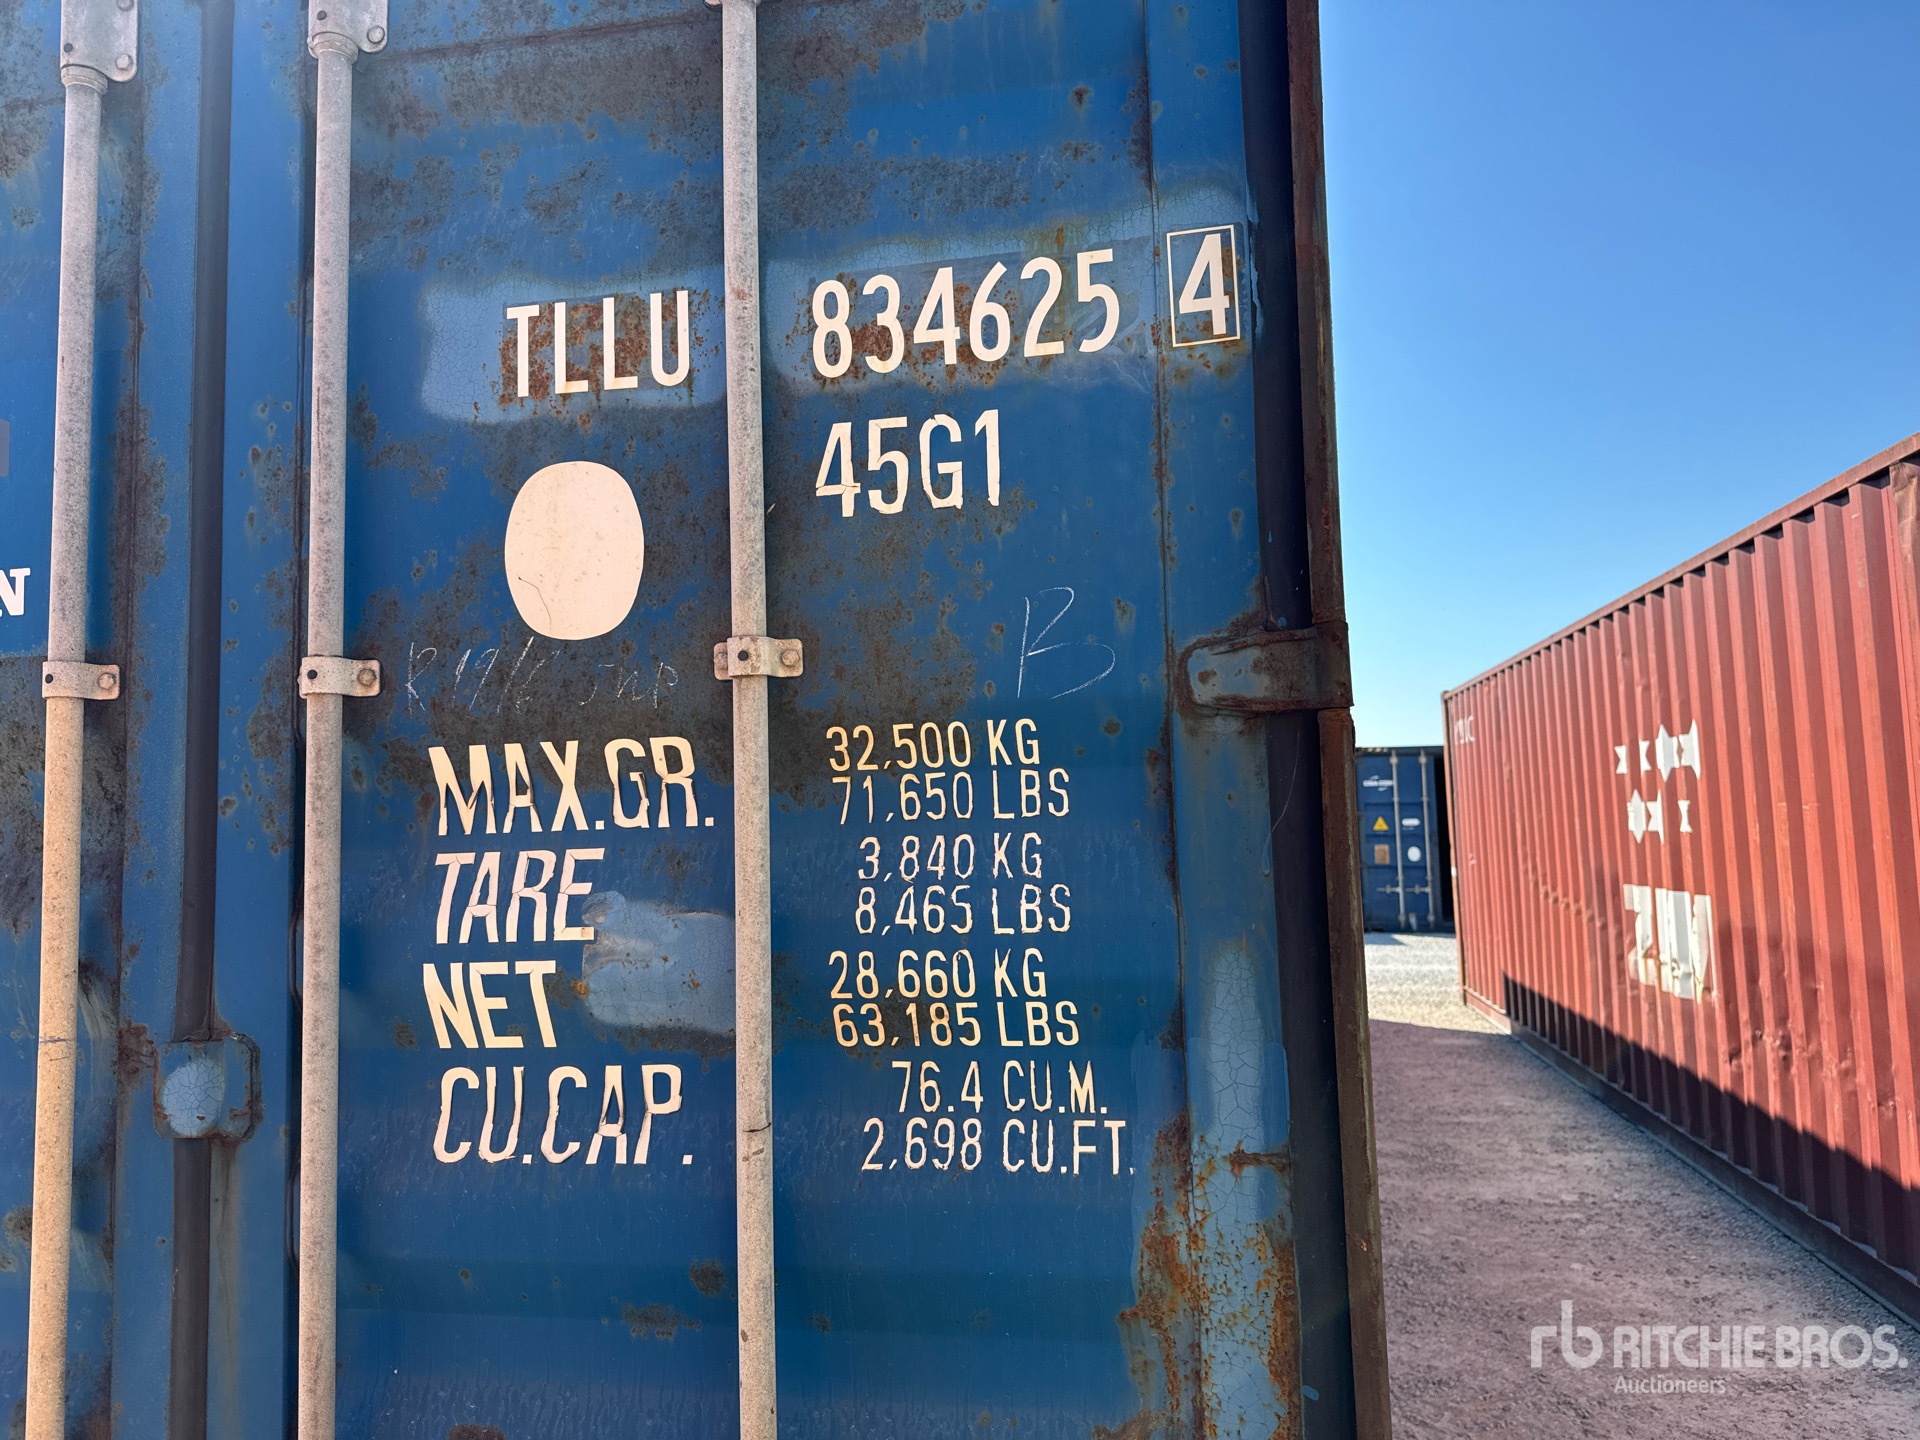 TLLU 834625 4
45G1
N
B
MAX.GR. 32,500 KG
71,650 LBS
TARE 3,840 KG
8,465 LBS
NET 28,660 KG
63,185 LBS
CU.CAP. 76.4 CU.M.
2,698 CU.FT.
ZIM
rb RITCHIE BROS.
Auctioneers